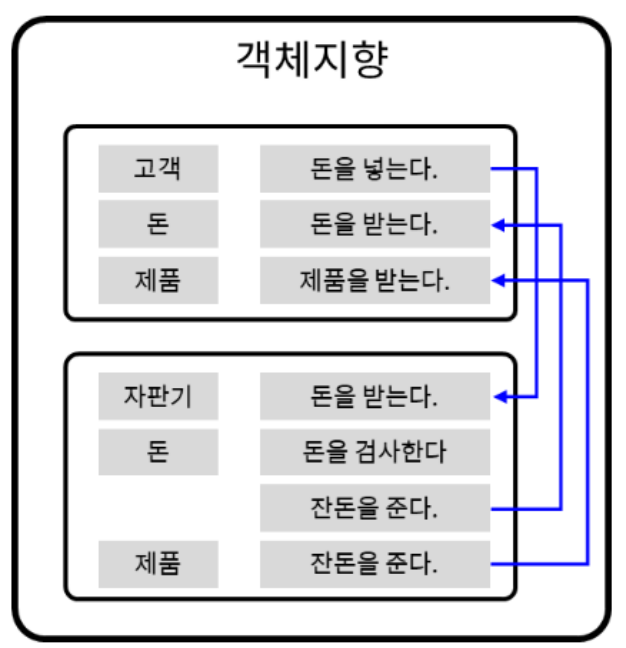 객체지향
고객 돈을 넣는다.
돈 돈을 받는다.
제품 제품을 받는다.
자판기 돈을 받는다.
돈 돈을 검사한다
잔돈을 준다.
제품 잔돈을 준다.